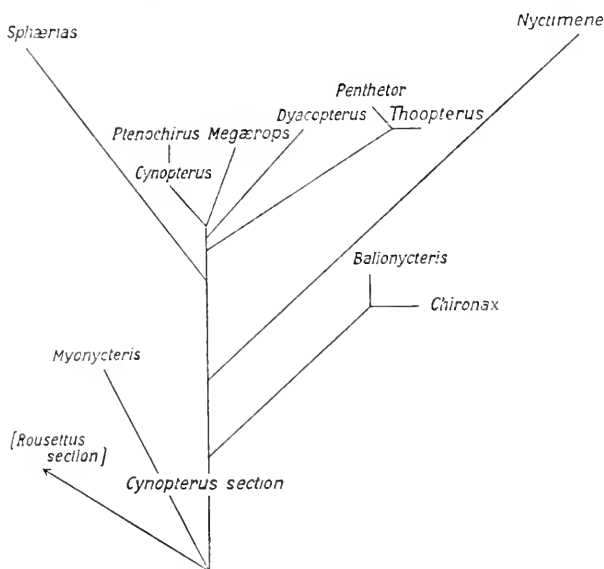 Sphærias
Nyctimene
Penthetor
Dyacopterus
Thoopterus
Ptenochirus
Megærops
Cynopterus
Balionycteris
Chironax
Myonycteris
[Rousettus
section]
Cynopterus section